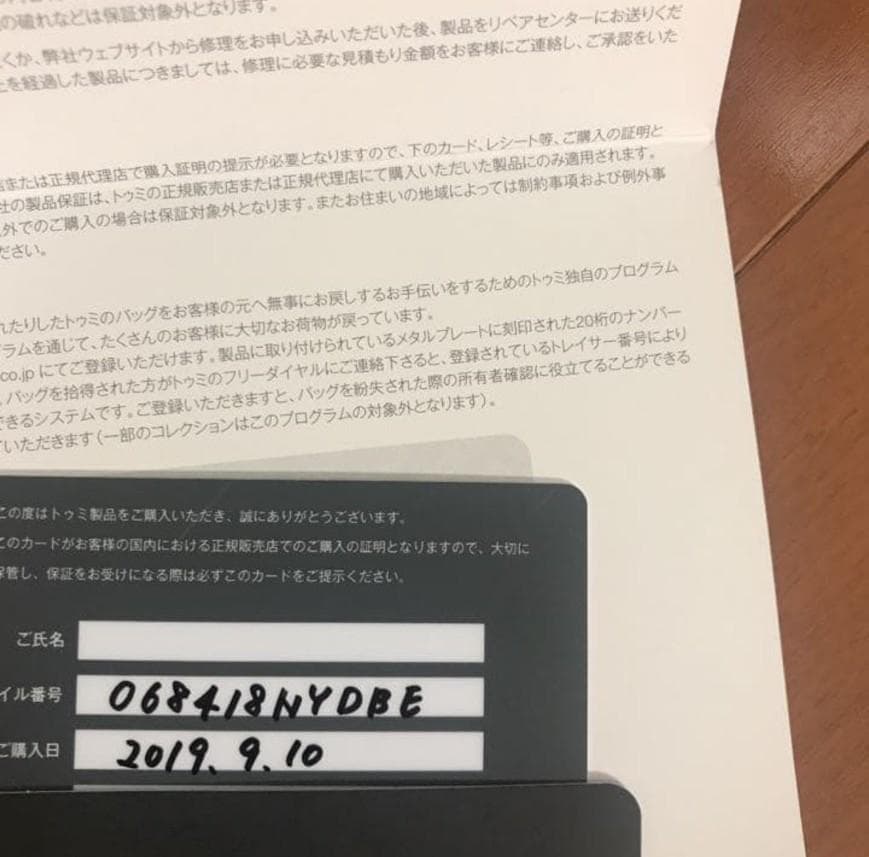 の破れなどは保証対象外となります。
くか、弊社ウェブサイトから修理をお申し込みいただいた後、製品をリペアセンターにお送りくだ
を経過した製品につきましては、修理に必要な見積もり金額をお客様にご連絡し、ご承認をいた
または正規代理店で購入証明の提示が必要となりますので、下のカード、レシート等、ご購入の証明と
社の製品保証は、トゥミの正規販売店または正規代理店にて購入いただいた製品にのみ適用されます。
外でのご購入の場合は保証対象外となります。またお住まいの地域によっては制約事項および例外事
ださい。
れたりしたトゥミのバッグをお客様の元へ無事にお戻しするお手伝いをするためのトゥミ独自のプログラム
ラムを通じて、たくさんのお客様に大切なお荷物が戻っています。
co.jp にてご登録いただけます。製品に取り付けられているメタルプレートに刻印された20桁のナンバー
、バッグを拾得された方がトゥミのフリーダイヤルにご連絡下さると、登録されているトレイサー番号により
できるシステムです。ご登録いただきますと、バッグを紛失された際の所有者確認に役立てることができる
いただきます（一部のコレクションはこのプログラムの対象外となります）。
この度はトゥミ製品をご購入いただき、誠にありがとうございます。
このカードがお客様の国内における正規販売店でのご購入の証明となりますので、大切に
保管し、保証をお受けになる際は必ずこのカードをご提示ください。
ご氏名
イル番号 068418NYDBE
ご購入日 2019.9.10